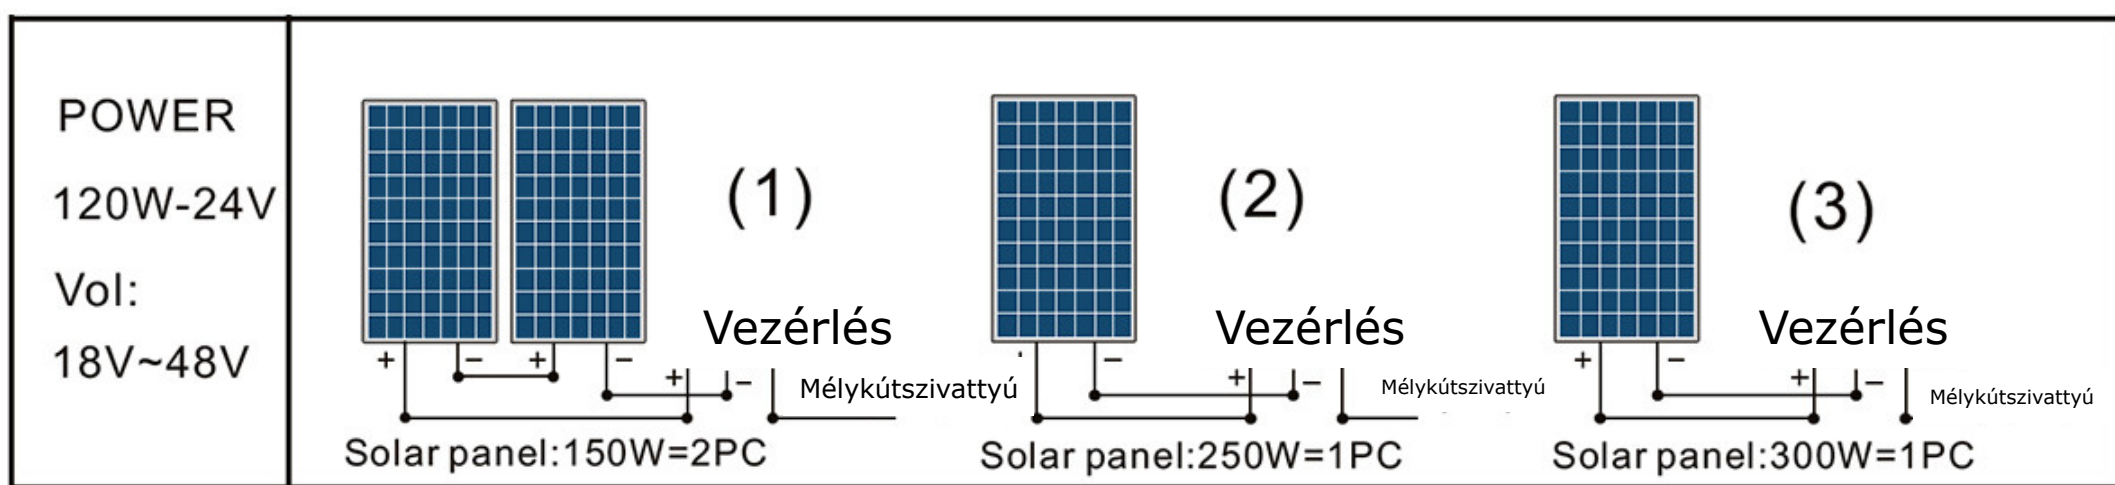 POWER
120W-24V
Vol:
18V~48V
(1)
Vezérlés
+ − + − + −
Mélykútszivattyú
Solar panel:150W=2PC
(2)
Vezérlés
− + −
Mélykútszivattyú
Solar panel:250W=1PC
(3)
Vezérlés
+ − + −
Mélykútszivattyú
Solar panel:300W=1PC